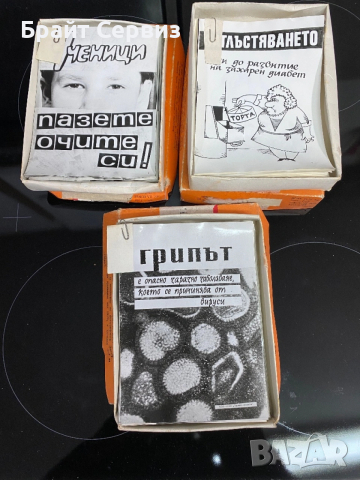 Брайт Сервиз
УЧЕНИЦИ
пазете
очите
си!
ЗАТЛЪСТЯВАНЕТО
до развитие
на захарен диабет
ТОРТА
грипът
е опасно заразно заболяване,
което се причинява от
вируси
BAZAR